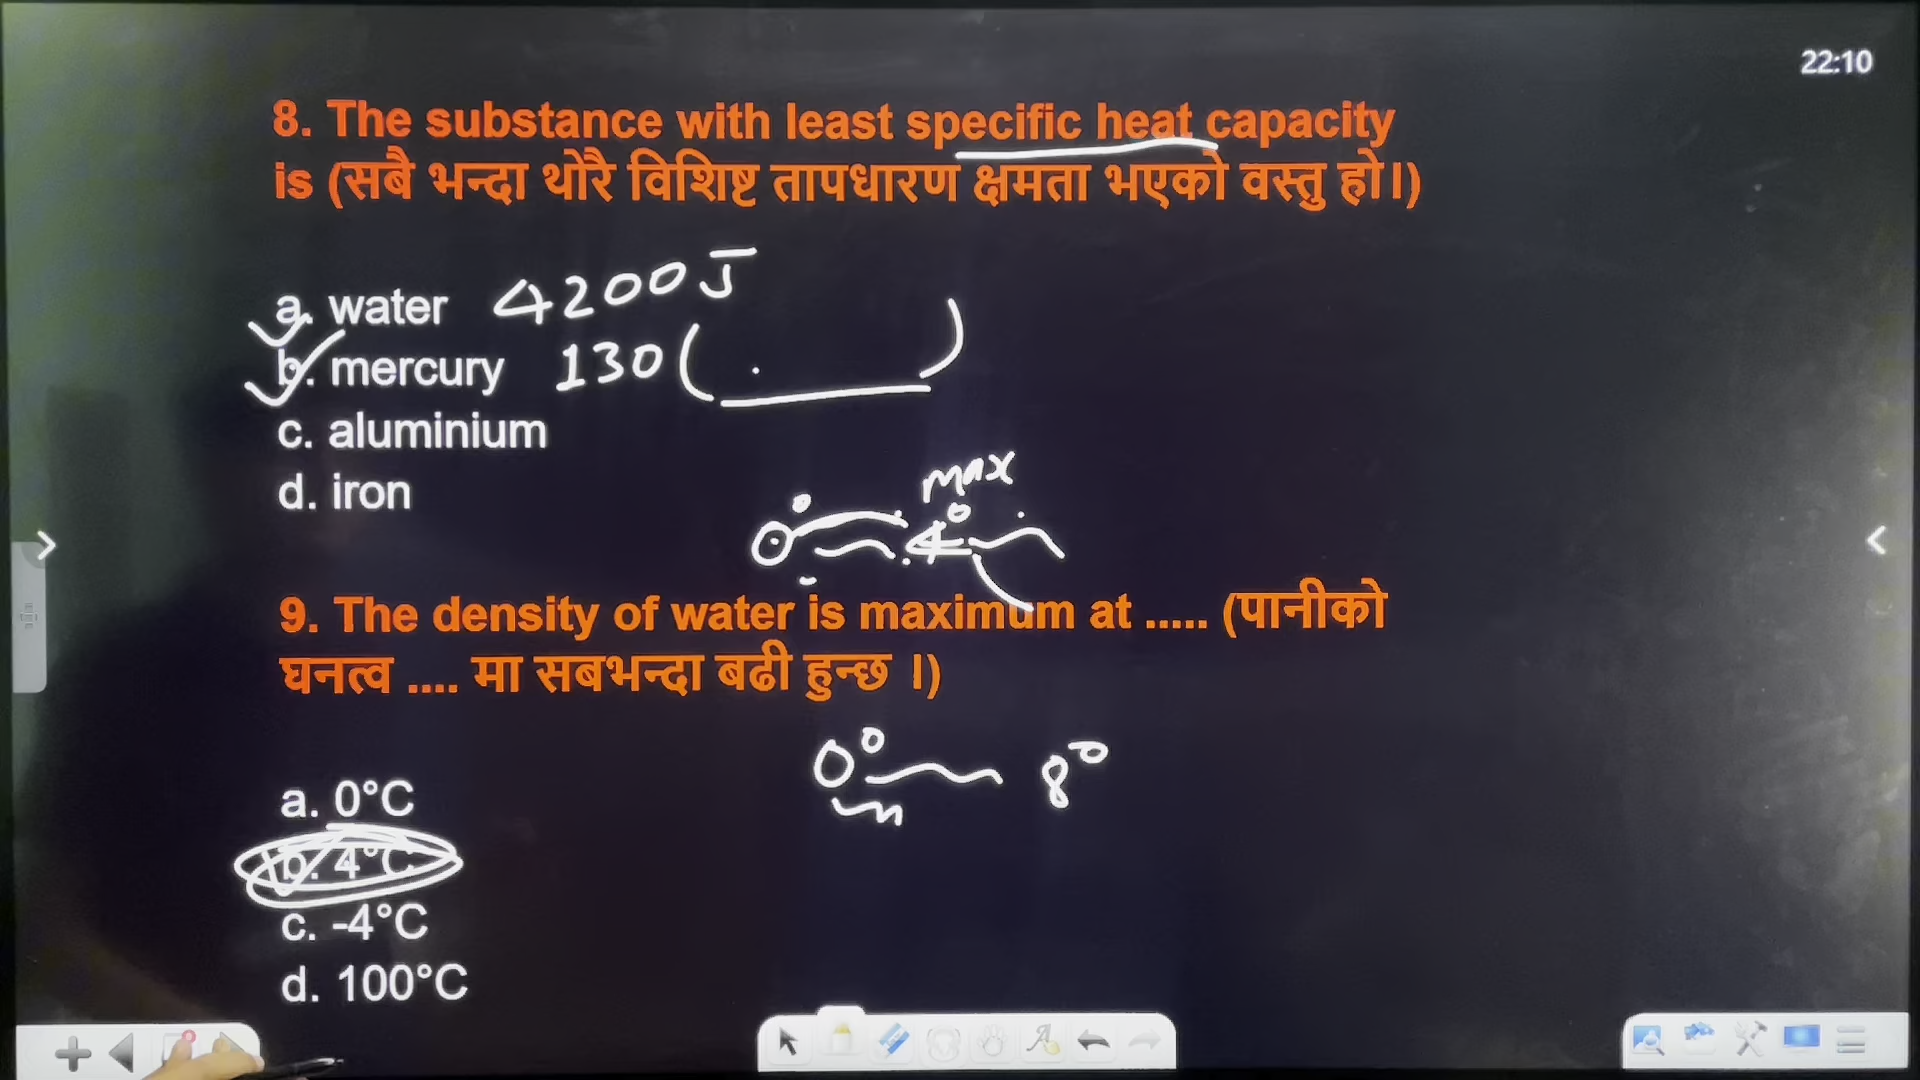 22:10
8. The substance with least specific heat capacity
is (सबै भन्दा थोरै विशिष्ट तापधारण क्षमता भएको वस्तु हो।)
a. water 4200J
b. mercury 130( )
c. aluminium
d. iron
max
0° 4°
9. The density of water is maximum at ..... (पानीको
घनत्व .... मा सबभन्दा बढी हुन्छ ।)
0° 8°
a. 0°C
b. 4°C
c. -4°C
d. 100°C